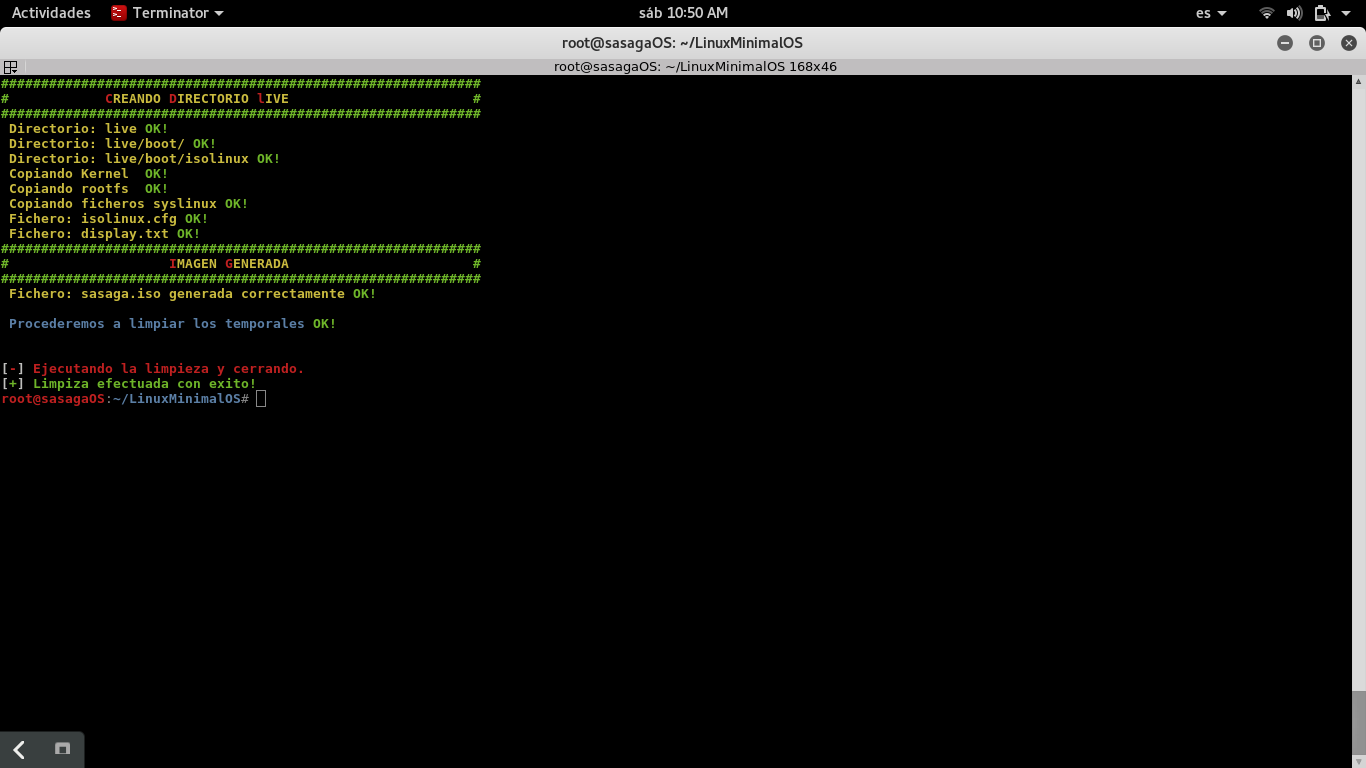 Actividades Terminator sáb 10:50 AM es
root@sasagaOS: ~/LinuxMinimalOS
root@sasagaOS: ~/LinuxMinimalOS 168x46
############################################################
# CREANDO DIRECTORIO lIVE #
############################################################
Directorio: live OK!
Directorio: live/boot/ OK!
Directorio: live/boot/isolinux OK!
Copiando Kernel OK!
Copiando rootfs OK!
Copiando ficheros syslinux OK!
Fichero: isolinux.cfg OK!
Fichero: display.txt OK!
############################################################
# IMAGEN GENERADA #
############################################################
Fichero: sasaga.iso generada correctamente OK!
Procederemos a limpiar los temporales OK!
[-] Ejecutando la limpieza y cerrando.
[+] Limpiza efectuada con exito!
root@sasagaOS:~/LinuxMinimalOS#